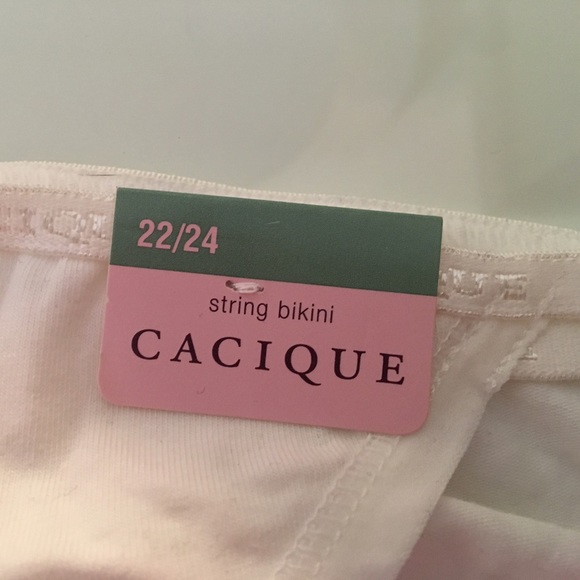 22/24
string bikini
CACIQUE